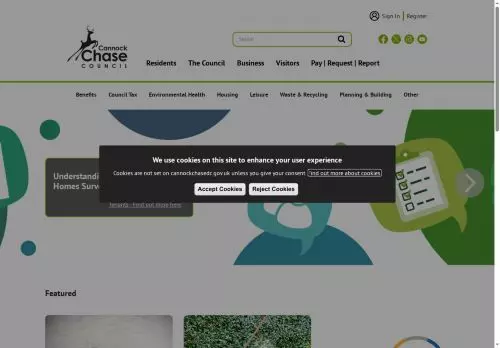 Sign In | Register
Cannock
Chase
COUNCIL
Search
Residents The Council Business Visitors Pay | Request | Report
Benefits Council Tax Environmental Health Housing Leisure Waste & Recycling Planning & Building Other
We use cookies on this site to enhance your user experience
Cookies are not set on cannockchasedc.gov.uk unless you give your consent Find out more about cookies
Accept Cookies Reject Cookies
Understandi
Homes Surv
Tenants - Find out more here
Featured